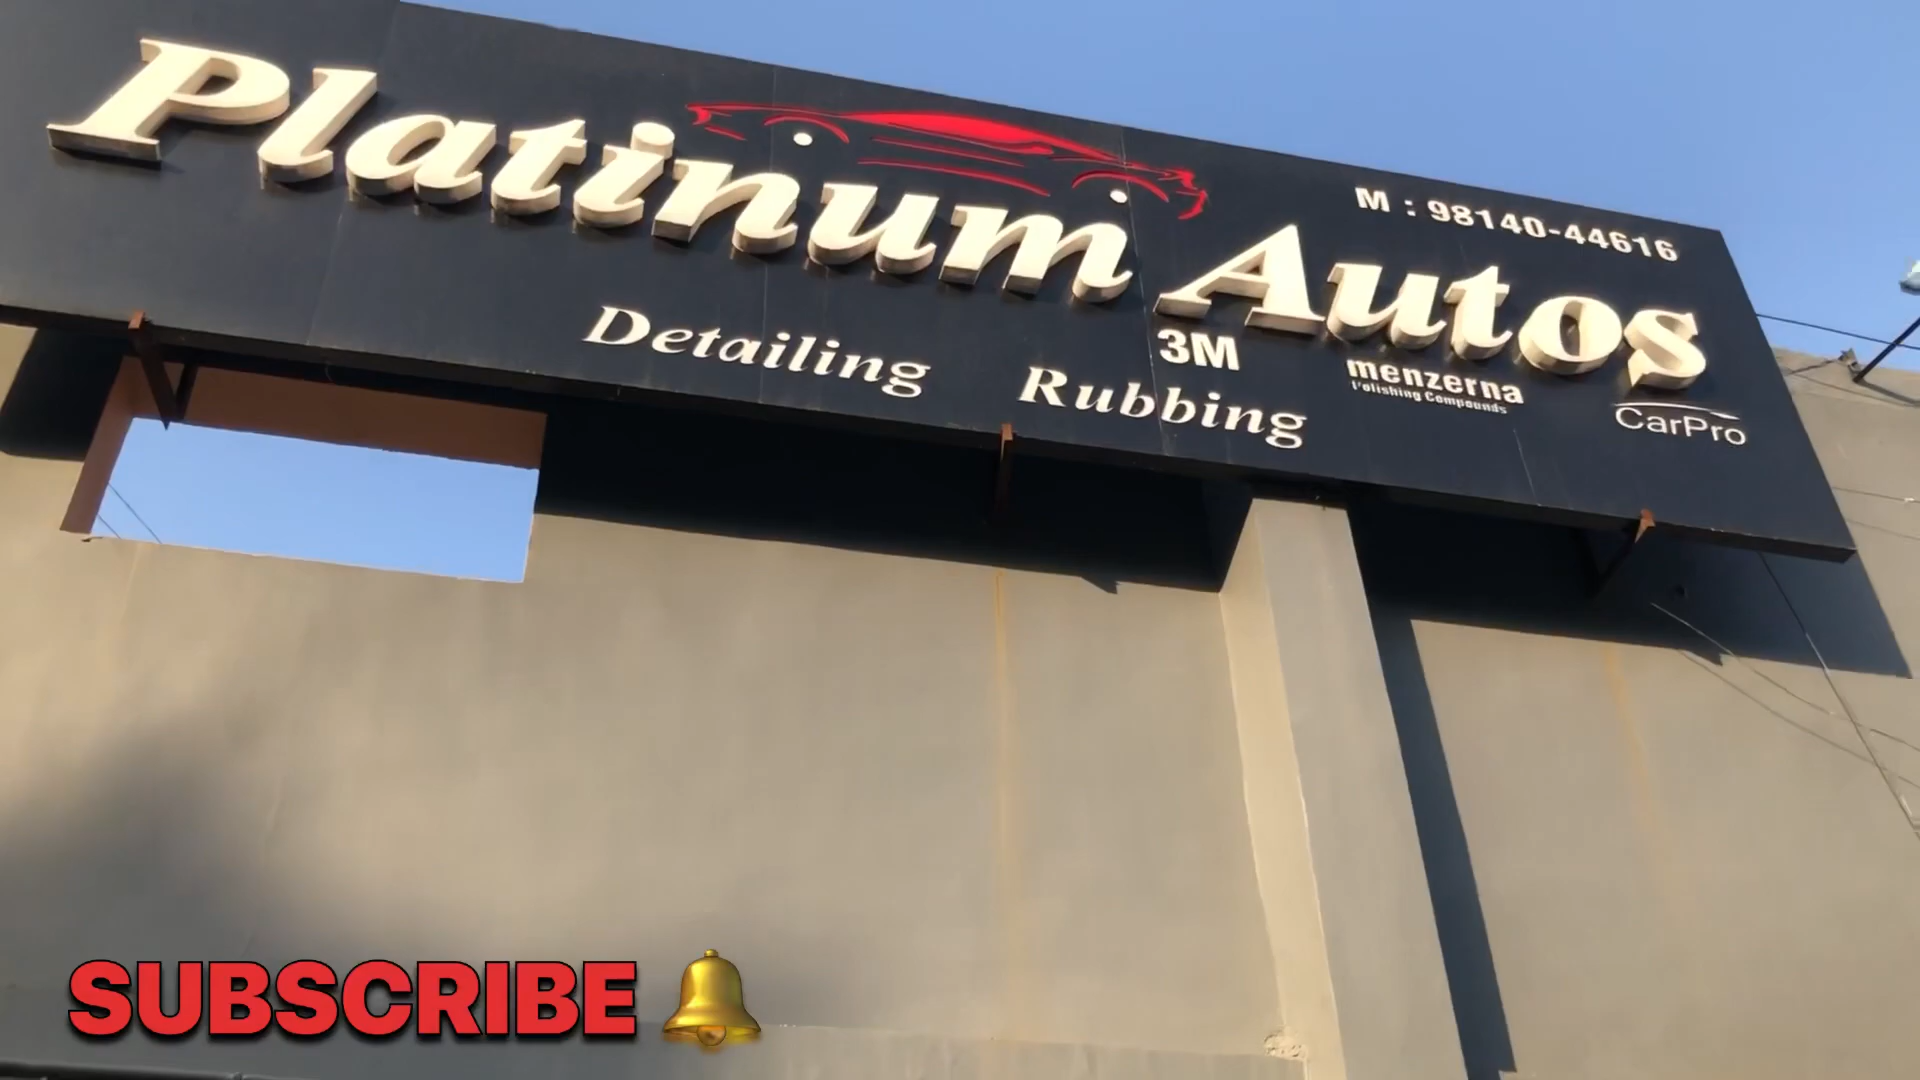 Platinum Autos
M : 98140-44616
Detailing Rubbing
3M
menzerna
Polishing Compounds
CarPro
SUBSCRIBE